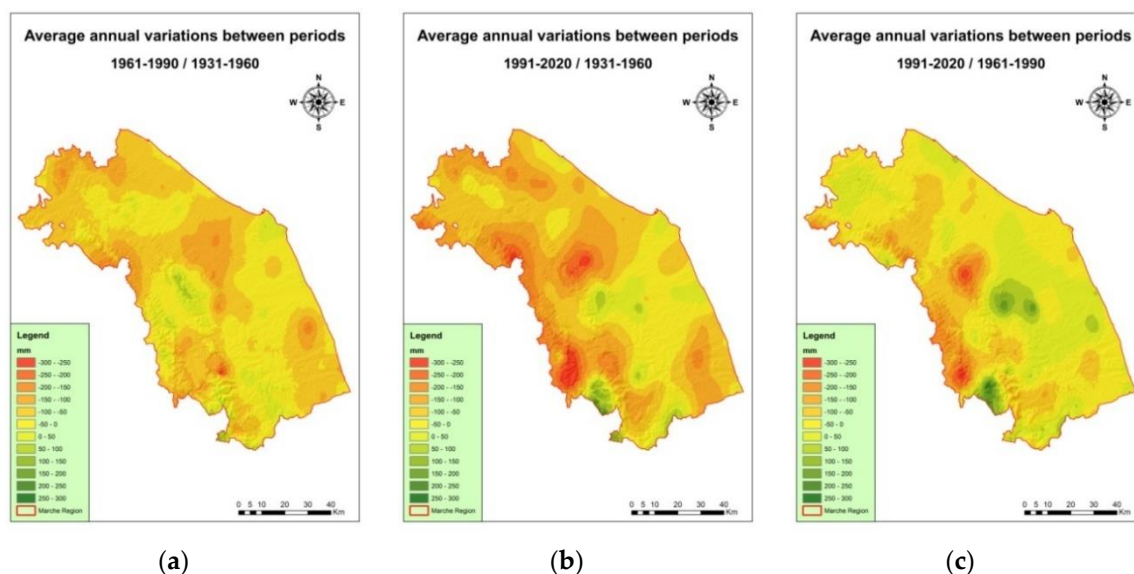 Average annual variations between periods
1961-1990 / 1931-1960
N
W E
S
Legend
mm
-300 - -250
-250 - -200
-200 - -150
-150 - -100
-100 - -50
-50 - 0
0 - 50
50 - 100
100 - 150
150 - 200
200 - 250
250 - 300
Marche Region
0 5 10 20 30 40
Km
(a)
Average annual variations between periods
1991-2020 / 1931-1960
N
W E
S
Legend
mm
-300 - -250
-250 - -200
-200 - -150
-150 - -100
-100 - -50
-50 - 0
0 - 50
50 - 100
100 - 150
150 - 200
200 - 250
250 - 300
Marche Region
0 5 10 20 30 40
Km
(b)
Average annual variations between periods
1991-2020 / 1961-1990
N
W E
S
Legend
mm
-300 - -250
-250 - -200
-200 - -150
-150 - -100
-100 - -50
-50 - 0
0 - 50
50 - 100
100 - 150
150 - 200
200 - 250
250 - 300
Marche Region
0 5 10 20 30 40
Km
(c)